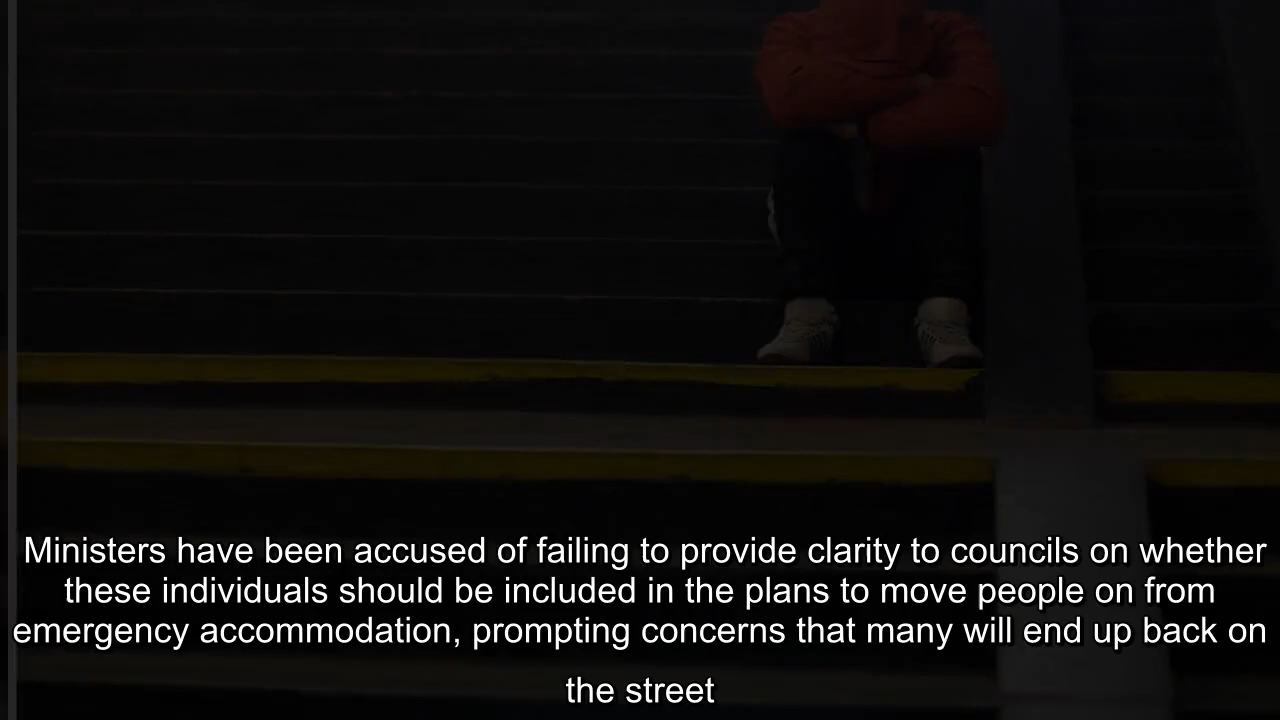 Ministers have been accused of failing to provide clarity to councils on whether
these individuals should be included in the plans to move people on from
emergency accommodation, prompting concerns that many will end up back on
the street